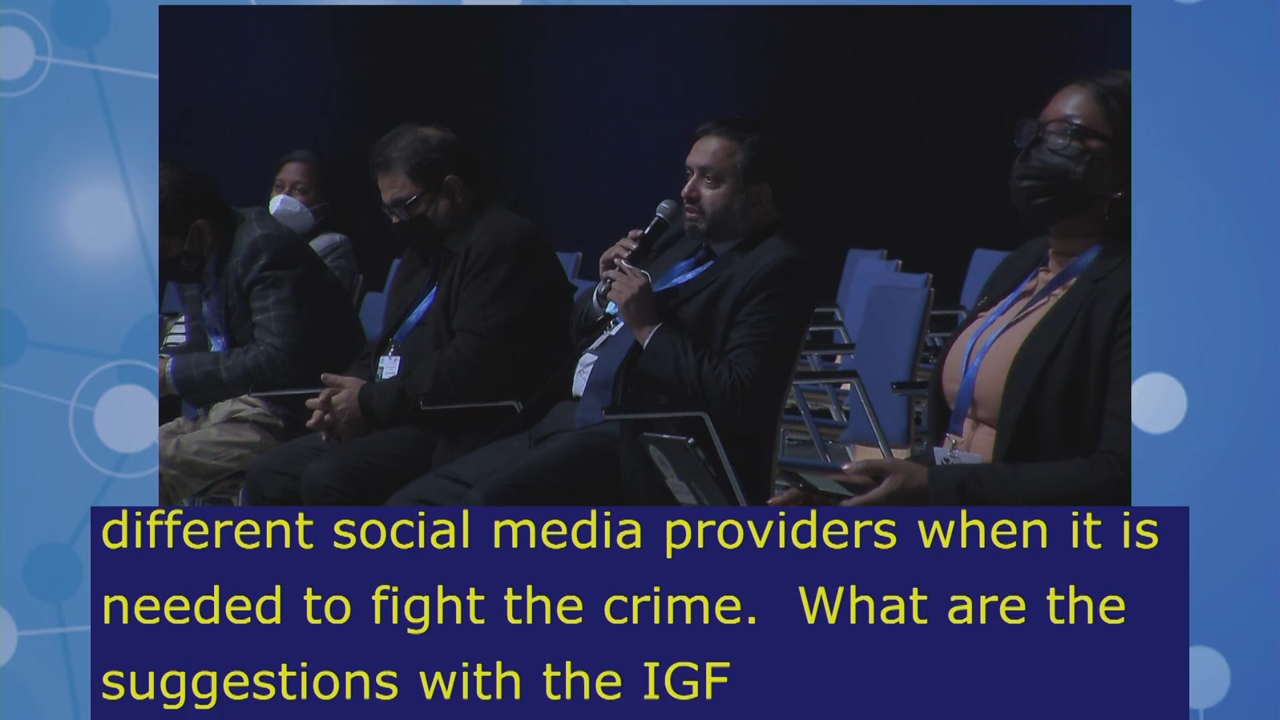 different social media providers when it is
needed to fight the crime.  What are the
suggestions with the IGF